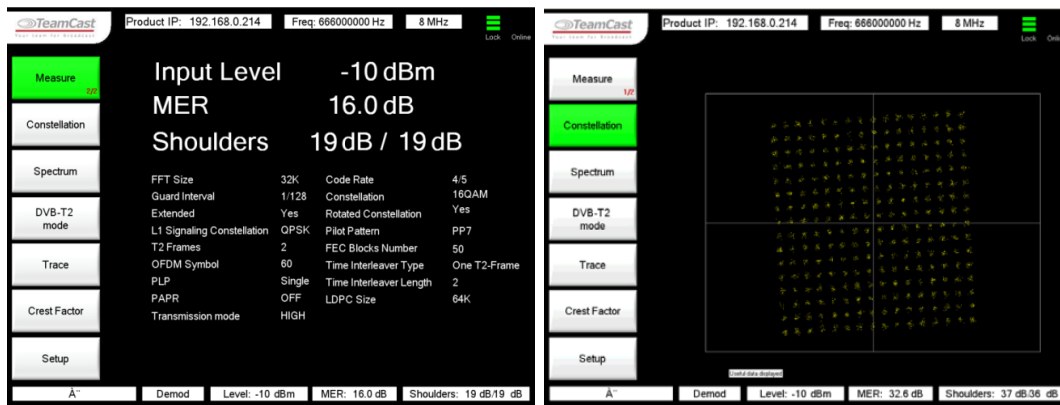 TeamCast
Your Team for Broadcast
Product IP: 192.168.0.214
Freq: 666000000 Hz
8 MHz
Lock Online
Measure
2/2
Constellation
Spectrum
DVB-T2
mode
Trace
Crest Factor
Setup
Input Level -10 dBm
MER 16.0 dB
Shoulders 19 dB / 19 dB
FFT Size 32K Code Rate 4/5
Guard Interval 1/128 Constellation 16QAM
Extended Yes Rotated Constellation Yes
L1 Signaling Constellation QPSK Pilot Pattern PP7
T2 Frames 2 FEC Blocks Number 50
OFDM Symbol 60 Time Interleaver Type One T2-Frame
PLP Single Time Interleaver Length 2
PAPR OFF LDPC Size 64K
Transmission mode HIGH
À¨ Demod Level: -10 dBm MER: 16.0 dB Shoulders: 19 dB/19 dB
TeamCast
Your Team for Broadcast
Product IP: 192.168.0.214
Freq: 666000000 Hz
8 MHz
Lock
Measure
1/2
Constellation
Spectrum
DVB-T2
mode
Trace
Crest Factor
Setup
Useful data displayed
À¨ Demod Level: -10 dBm MER: 32.6 dB Shoulders: 37 dB/36 dB